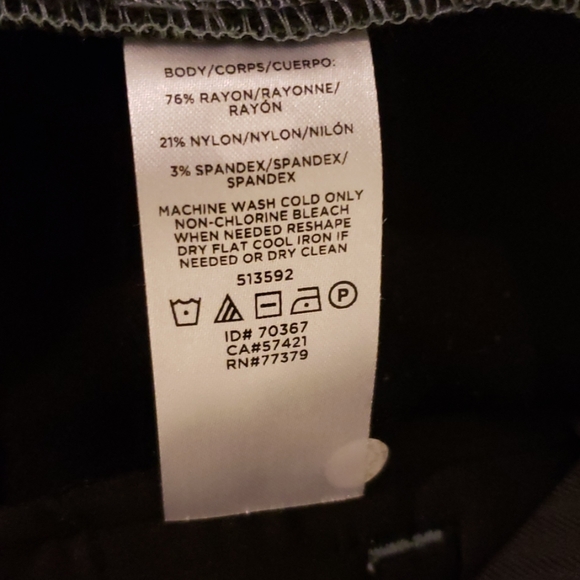 BODY/CORPS/CUERPO:
76% RAYON/RAYONNE/
RAYÓN
21% NYLON/NYLON/NILÓN
3% SPANDEX/SPANDEX/
SPANDEX
MACHINE WASH COLD ONLY
NON-CHLORINE BLEACH
WHEN NEEDED RESHAPE
DRY FLAT COOL IRON IF
NEEDED OR DRY CLEAN
513592
P
ID# 70367
CA#57421
RN#77379